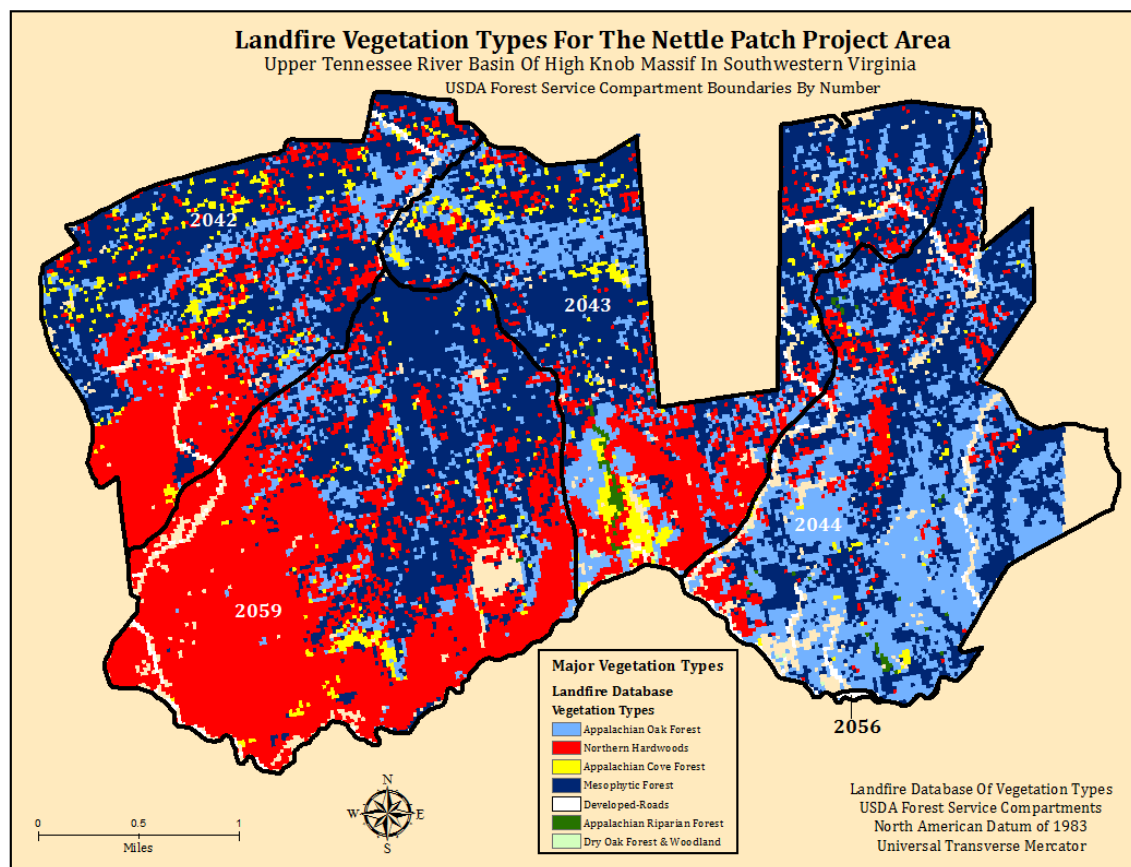 Landfire Vegetation Types For The Nettle Patch Project Area
Upper Tennessee River Basin Of High Knob Massif In Southwestern Virginia
USDA Forest Service Compartment Boundaries By Number
2042
2043
2044
2059
2056
Major Vegetation Types
Landfire Database
Vegetation Types
Appalachian Oak Forest
Northern Hardwoods
Appalachian Cove Forest
Mesophytic Forest
Developed-Roads
Appalachian Riparian Forest
Dry Oak Forest & Woodland
N
W E
S
0 0.5 1
Miles
Landfire Database Of Vegetation Types
USDA Forest Service Compartments
North American Datum of 1983
Universal Transverse Mercator